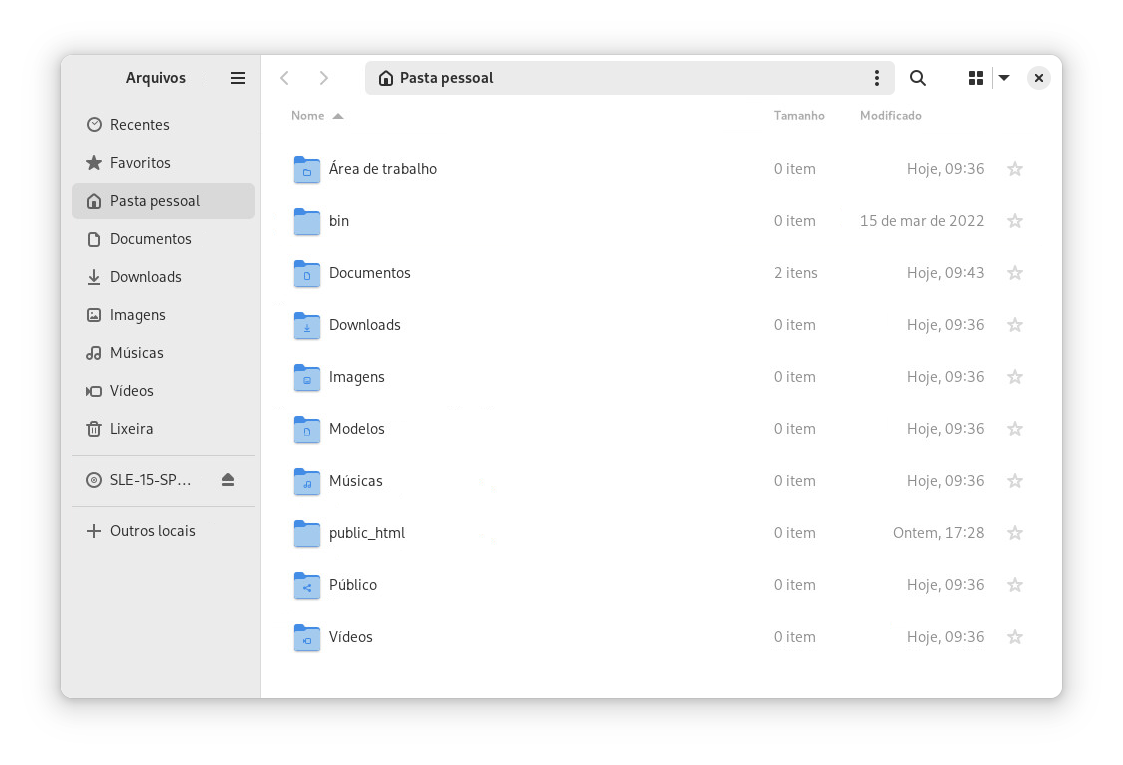 Arquivos
Pasta pessoal
Recentes
Favoritos
Pasta pessoal
Documentos
Downloads
Imagens
Músicas
Vídeos
Lixeira
SLE-15-SP...
Outros locais
Nome Tamanho Modificado
Área de trabalho 0 item Hoje, 09:36
bin 0 item 15 de mar de 2022
Documentos 2 itens Hoje, 09:43
Downloads 0 item Hoje, 09:36
Imagens 0 item Hoje, 09:36
Modelos 0 item Hoje, 09:36
Músicas 0 item Hoje, 09:36
public_html 0 item Ontem, 17:28
Público 0 item Hoje, 09:36
Vídeos 0 item Hoje, 09:36